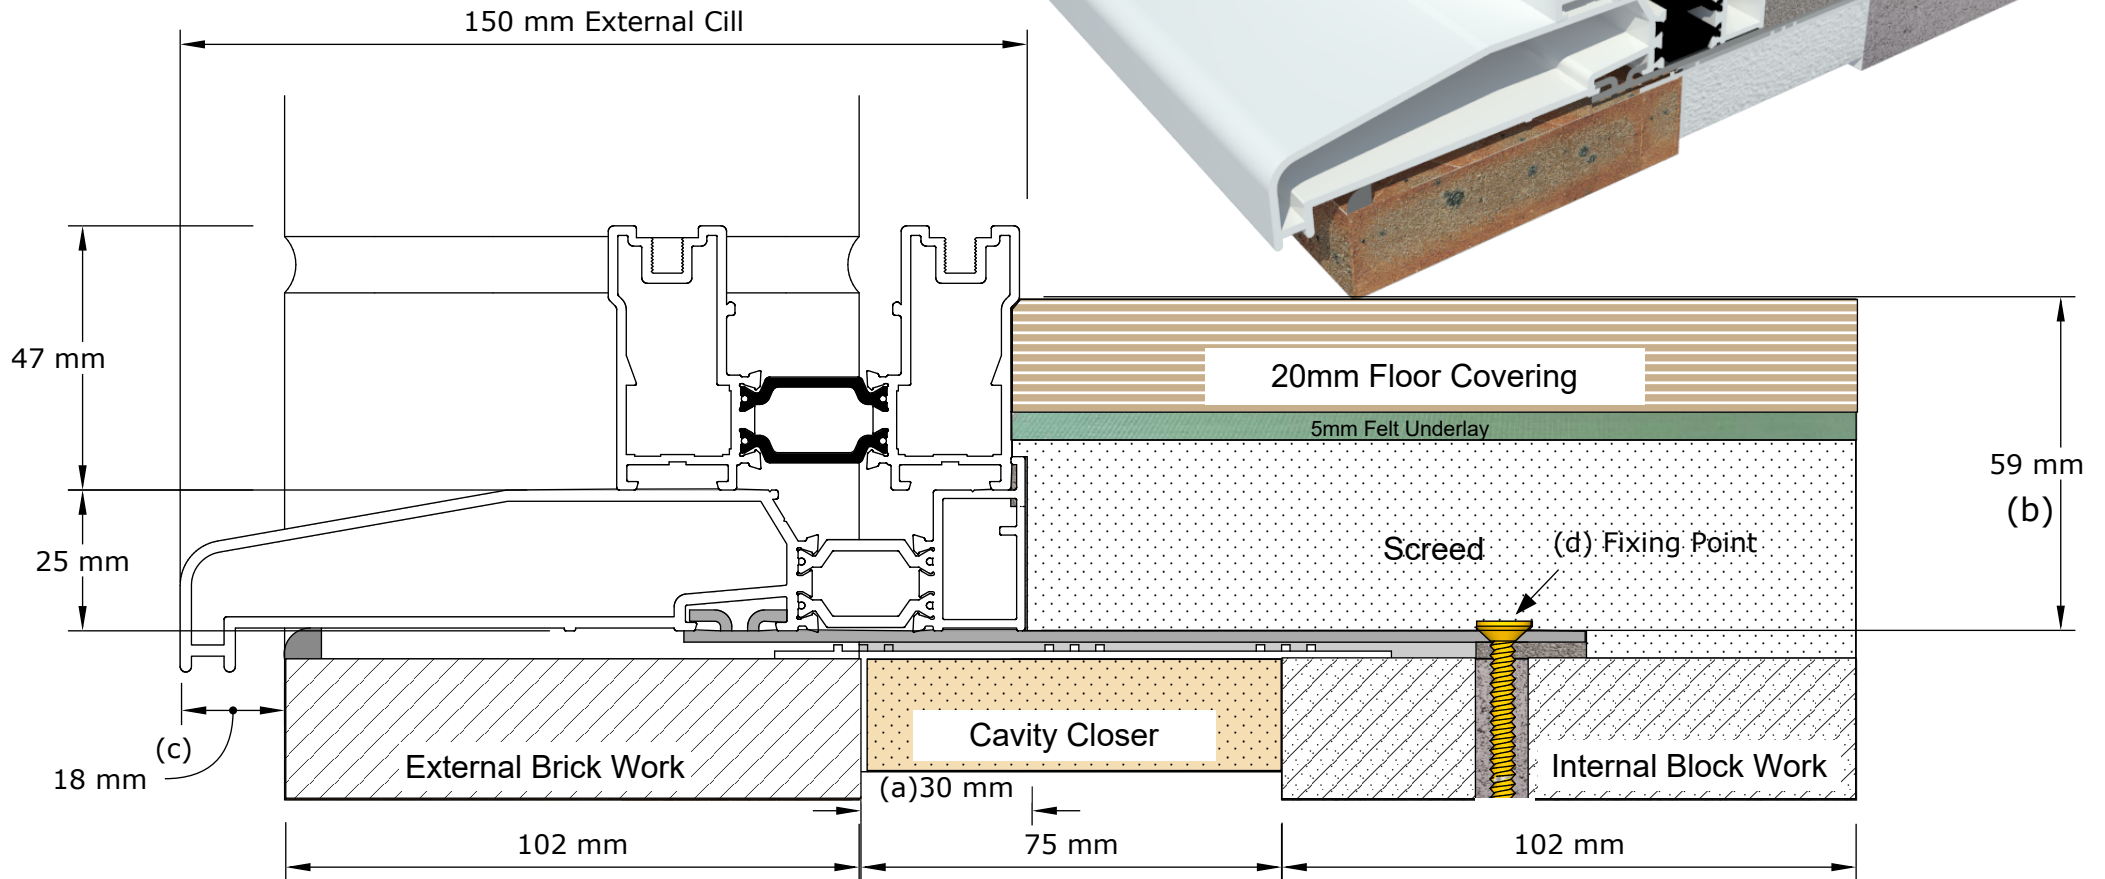 150 mm External Cill
47 mm
20mm Floor Covering
5mm Felt Underlay
59 mm
(b)
25 mm
Screed
(d) Fixing Point
(c)
18 mm
External Brick Work
Cavity Closer
Internal Block Work
(a)30 mm
102 mm
75 mm
102 mm